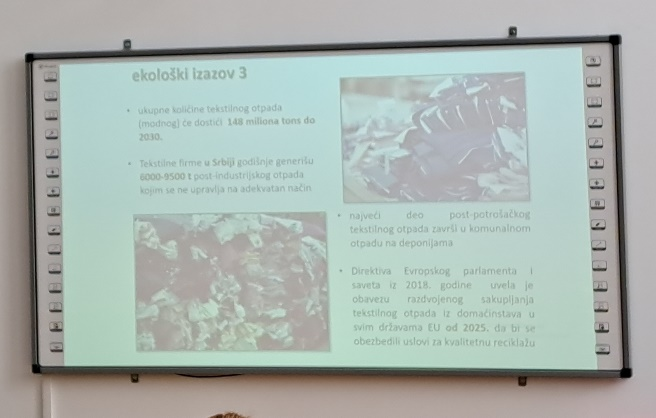 ekološki izazov 3
• ukupne količine tekstilnog otpada
(modnog) će dostići 148 miliona tons do
2030.
• Tekstilne firme u Srbiji godišnje generišu
6000-9500 t post-industrijskog otpada
kojim se ne upravlja na adekvatan način
• najveći deo post-potrošačkog
tekstilnog otpada završi u komunalnom
otpadu na deponijama
• Direktiva Evropskog parlamenta i
saveta iz 2018. godine uvela je
obavezu razdvojenog sakupljanja
tekstilnog otpada iz domaćinstava u
svim državama EU od 2025. da bi se
obezbedili uslovi za kvalitetnu reciklažu